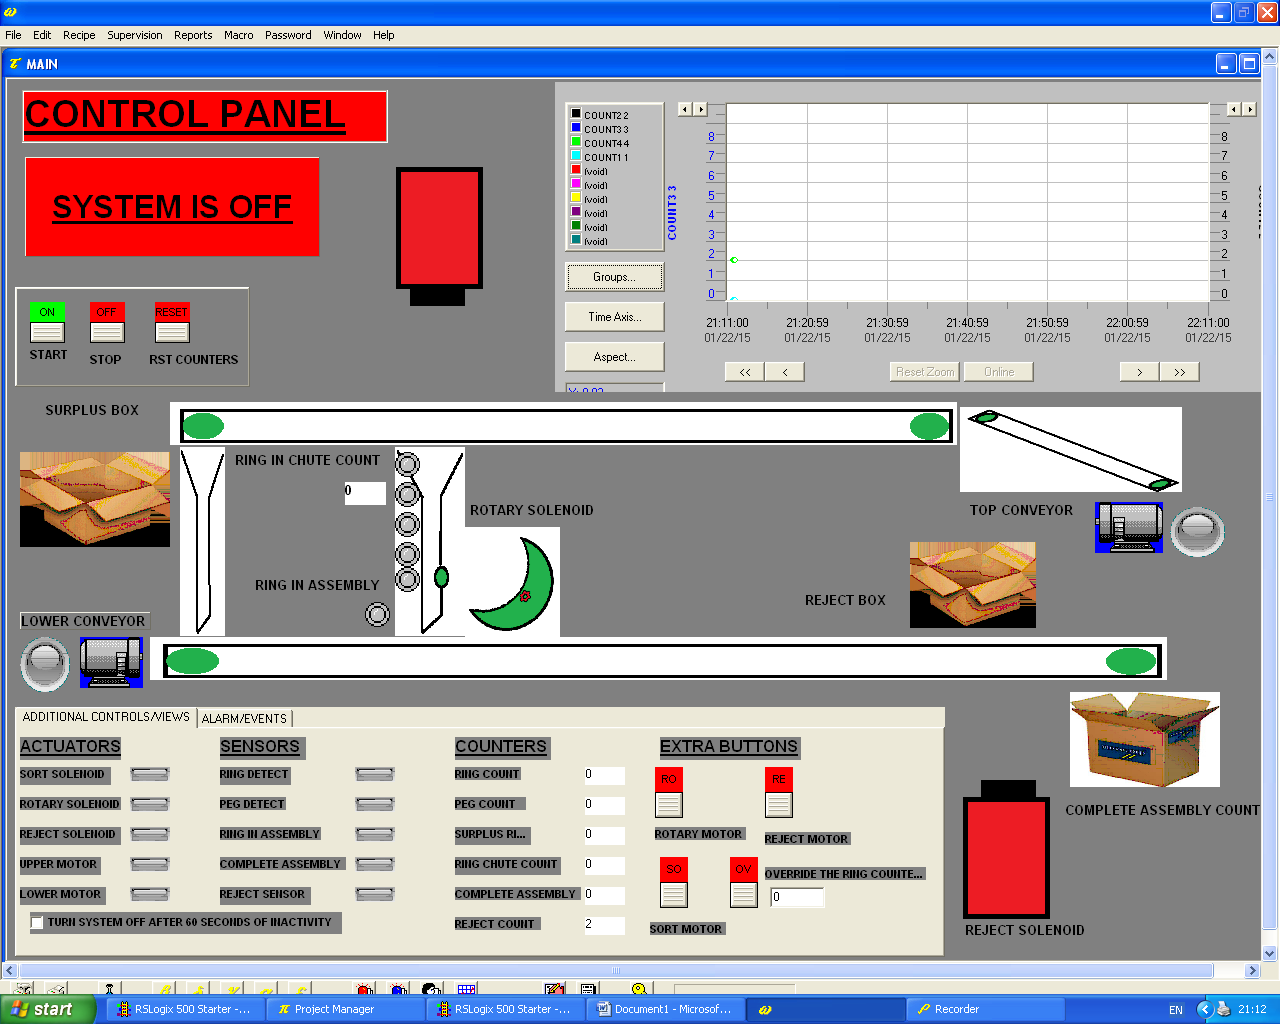 File Edit Recipe Supervision Reports Macro Password Window Help
MAIN
CONTROL PANEL
SYSTEM IS OFF
ON OFF RESET
START STOP RST COUNTERS
COUNT2 2
COUNT3 3
COUNT4 4
COUNT1 1
(void)
(void)
(void)
(void)
(void)
(void)
Groups...
Time Axis...
Aspect...
COUNT3 3
8 8
7 7
6 6
5 5
4 4
3 3
2 2
1 1
0 0
21:11:00 21:20:59 21:30:59 21:40:59 21:50:59 22:00:59 22:11:00
01/22/15 01/22/15 01/22/15 01/22/15 01/22/15 01/22/15 01/22/15
<< < Reset Zoom Online > >>
SURPLUS BOX
RING IN CHUTE COUNT
0
ROTARY SOLENOID
TOP CONVEYOR
RING IN ASSEMBLY
REJECT BOX
LOWER CONVEYOR
ADDITIONAL CONTROLS/VIEWS ALARM/EVENTS
ACTUATORS SENSORS COUNTERS EXTRA BUTTONS
SORT SOLENOID RING DETECT RING COUNT 0 RO RE
ROTARY SOLENOID PEG DETECT PEG COUNT 0
REJECT SOLENOID RING IN ASSEMBLY SURPLUS RI... 0 ROTARY MOTOR REJECT MOTOR
UPPER MOTOR COMPLETE ASSEMBLY RING CHUTE COUNT 0 SO OV OVERRIDE THE RING COUNTE...
LOWER MOTOR REJECT SENSOR COMPLETE ASSEMBLY 0 0
TURN SYSTEM OFF AFTER 60 SECONDS OF INACTIVITY REJECT COUNT 2 SORT MOTOR
COMPLETE ASSEMBLY COUNT
REJECT SOLENOID
start RSLogix 500 Starter -... Project Manager RSLogix 500 Starter -... Document1 - Microsof... Recorder EN 21:12